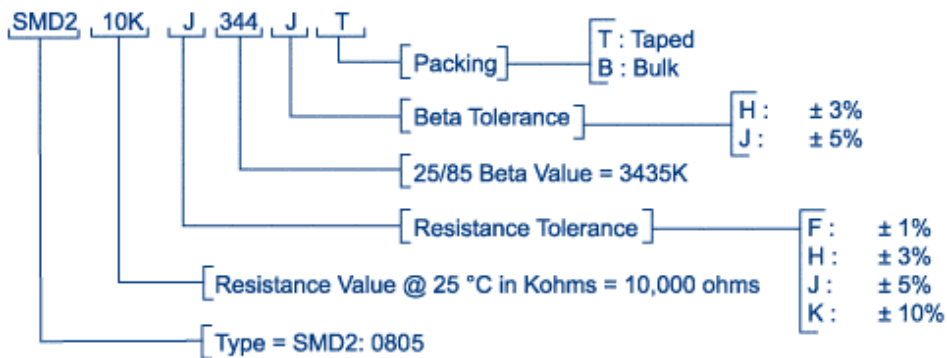 SMD2 10K J 344 J T
Packing
T : Taped
B : Bulk
Beta Tolerance
H : ± 3%
J : ± 5%
25/85 Beta Value = 3435K
Resistance Tolerance
F : ± 1%
H : ± 3%
J : ± 5%
K : ± 10%
Resistance Value @ 25 °C in Kohms = 10,000 ohms
Type = SMD2: 0805